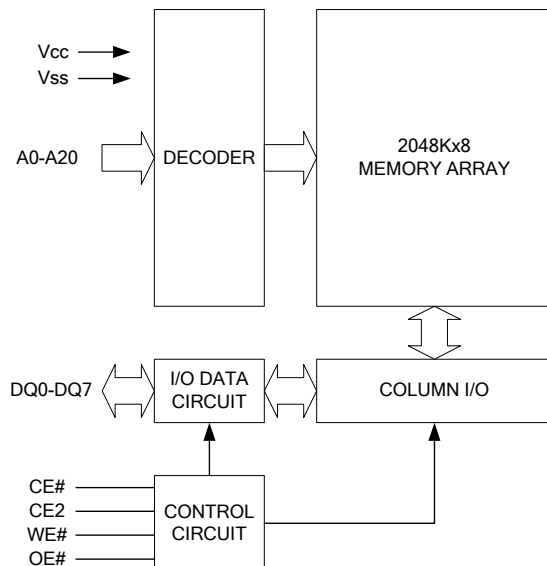 Vcc
Vss
A0-A20
DECODER
2048Kx8
MEMORY ARRAY
DQ0-DQ7
I/O DATA
CIRCUIT
COLUMN I/O
CE#
CE2
WE#
OE#
CONTROL
CIRCUIT